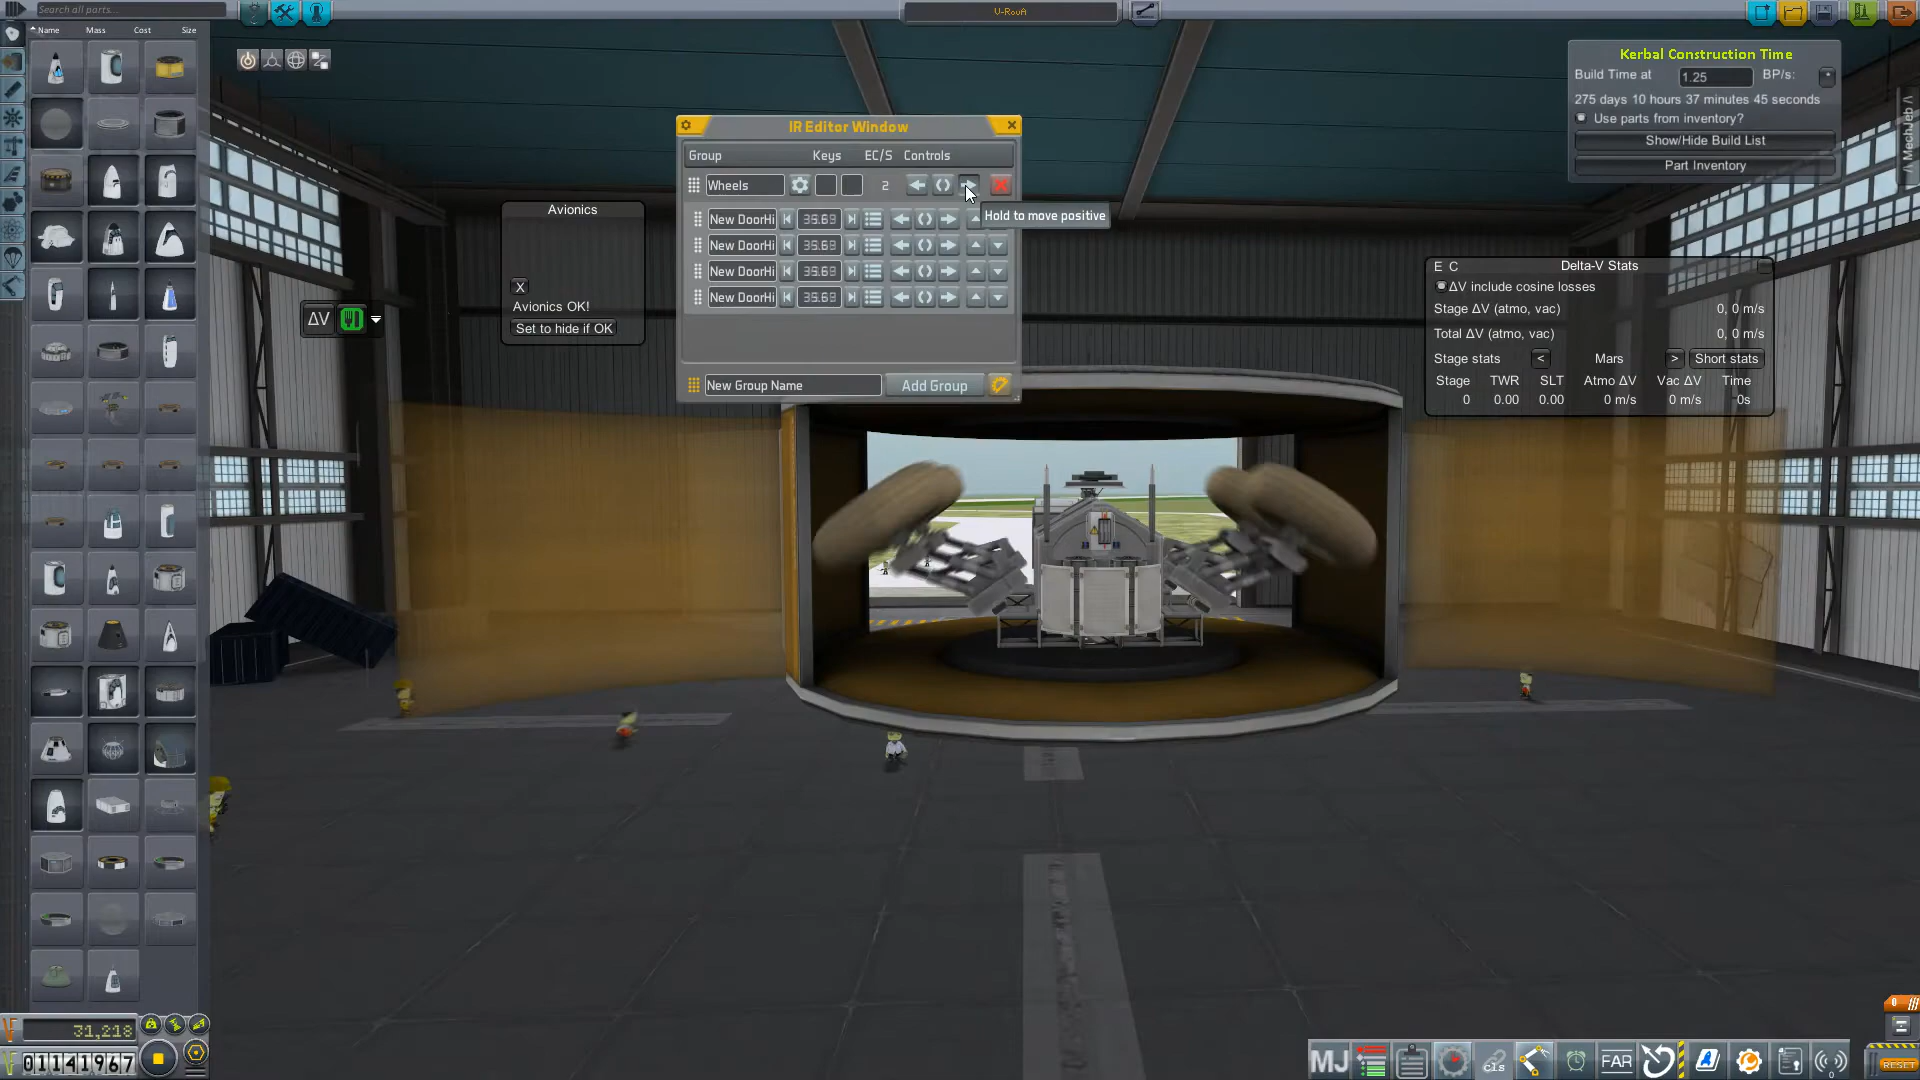 Search all parts...
V-RovA
Name Mass Cost Size
Kerbal Construction Time
Build Time at 1.25 BP/s: *
275 days 10 hours 37 minutes 45 seconds
Use parts from inventory?
Show/Hide Build List
Part Inventory
MechJeb
IR Editor Window
Group Keys EC/S Controls
Wheels 2
Hold to move positive
New DoorHi 35.69
New DoorHi 35.69
New DoorHi 35.69
New DoorHi 35.69
New Group Name Add Group
Avionics
X
Avionics OK!
Set to hide if OK
ΔV
E C Delta-V Stats
ΔV include cosine losses
Stage ΔV (atmo, vac) 0, 0 m/s
Total ΔV (atmo, vac) 0, 0 m/s
Stage stats < Mars > Short stats
Stage TWR SLT Atmo ΔV Vac ΔV Time
0 0.00 0.00 0 m/s 0 m/s 0s
31,218
01141967
MJ cls FAR A 0
RESET